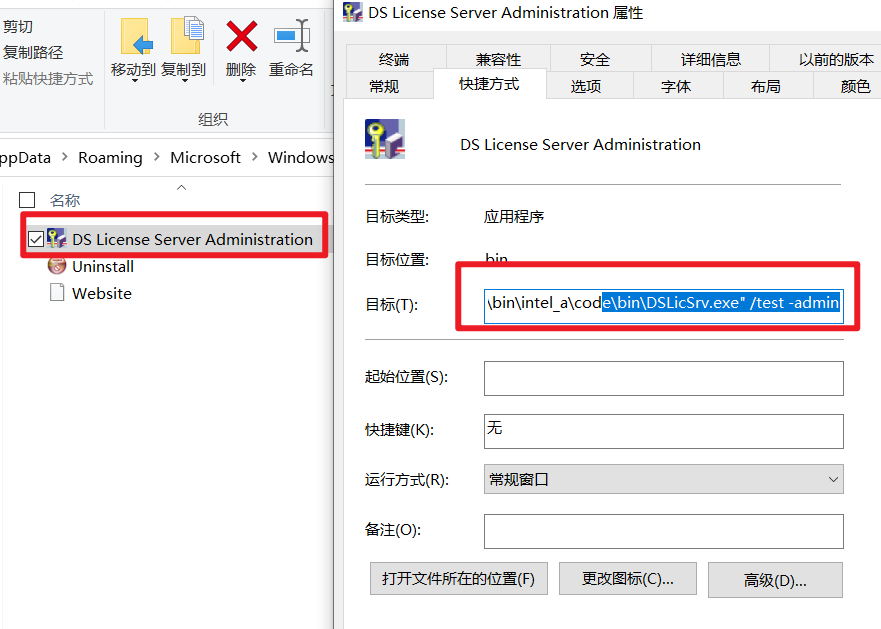 剪切
复制路径
粘贴快捷方式
移动到
复制到
删除
重命名
组织
ppData > Roaming > Microsoft > Windows
名称
DS License Server Administration
Uninstall
Website
DS License Server Administration 属性
终端
兼容性
安全
详细信息
以前的版本
常规
快捷方式
选项
字体
布局
颜色
DS License Server Administration
目标类型:
应用程序
目标位置:
bin
目标(T):
\bin\intel_a\code\bin\DSLicSrv.exe" /test -admin
起始位置(S):
快捷键(K):
无
运行方式(R):
常规窗口
备注(O):
打开文件所在的位置(F)
更改图标(C)...
高级(D)...